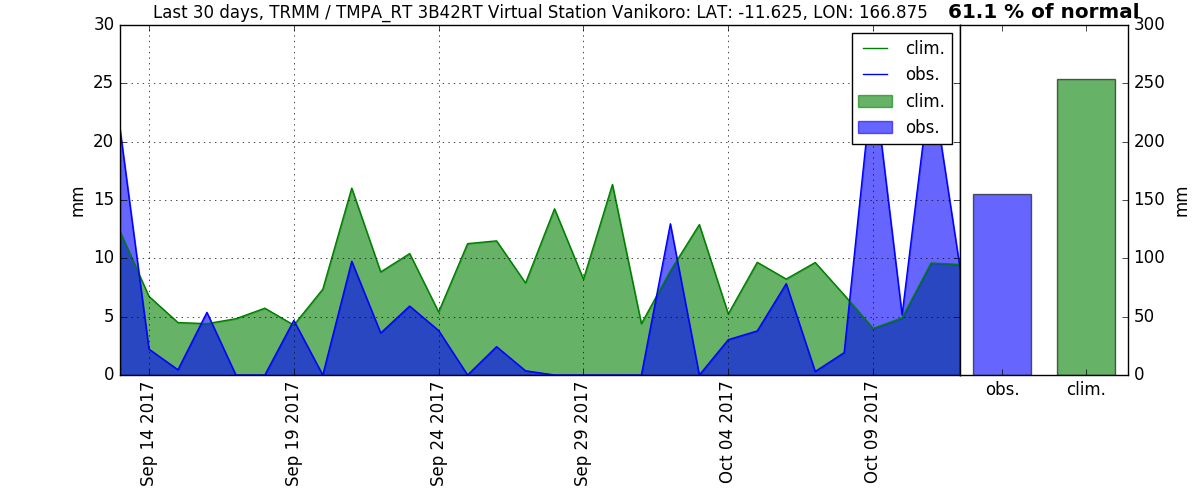 Last 30 days, TRMM / TMPA_RT 3B42RT Virtual Station Vanikoro: LAT: -11.625, LON: 166.875
61.1 % of normal
30
25
20
15
10
5
0
mm
clim.
obs.
clim.
obs.
Sep 14 2017
Sep 19 2017
Sep 24 2017
Sep 29 2017
Oct 04 2017
Oct 09 2017
300
250
200
150
100
50
0
mm
obs.
clim.